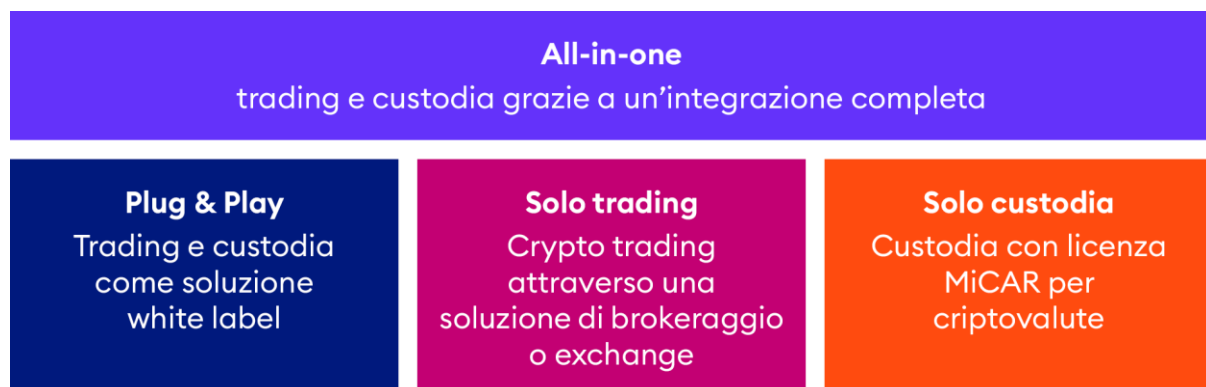 All-in-one
trading e custodia grazie a un'integrazione completa
Plug & Play
Trading e custodia
come soluzione
white label
Solo trading
Crypto trading
attraverso una
soluzione di brokeraggio
o exchange
Solo custodia
Custodia con licenza
MiCAR per
criptovalute